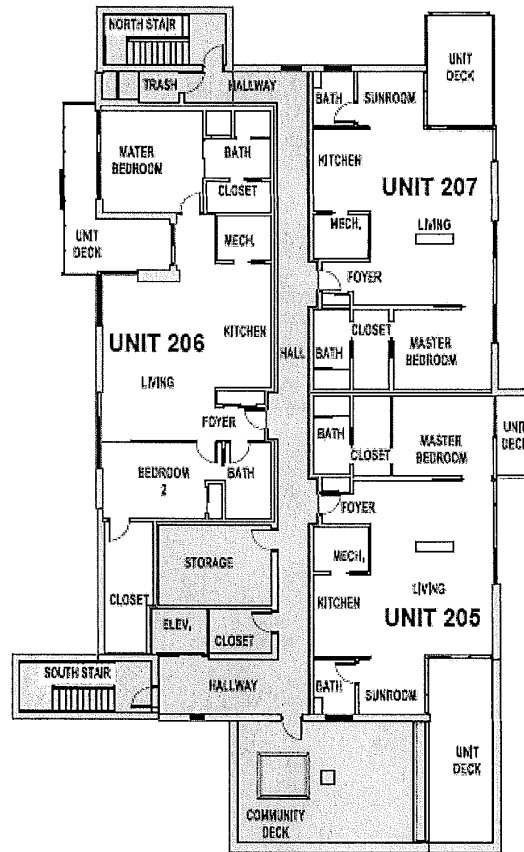 NORTH STAIR
TRASH
HALLWAY
BATH
SUNROOM
UNIT
DECK
MATER
BEDROOM
BATH
CLOSET
KITCHEN
UNIT 207
MECH.
LIVING
UNIT
DECK
MECH.
FOYER
KITCHEN
UNIT 206
HALL
BATH
CLOSET
MASTER
BEDROOM
LIVING
FOYER
BATH
CLOSET
MASTER
BEDROOM
UNIT
DECK
BEDROOM
2
BATH
FOYER
STORAGE
MECH.
LIVING
KITCHEN
UNIT 205
CLOSET
ELEV.
CLOSET
SOUTH STAIR
HALLWAY
BATH
SUNROOM
UNIT
DECK
COMMUNITY
DECK